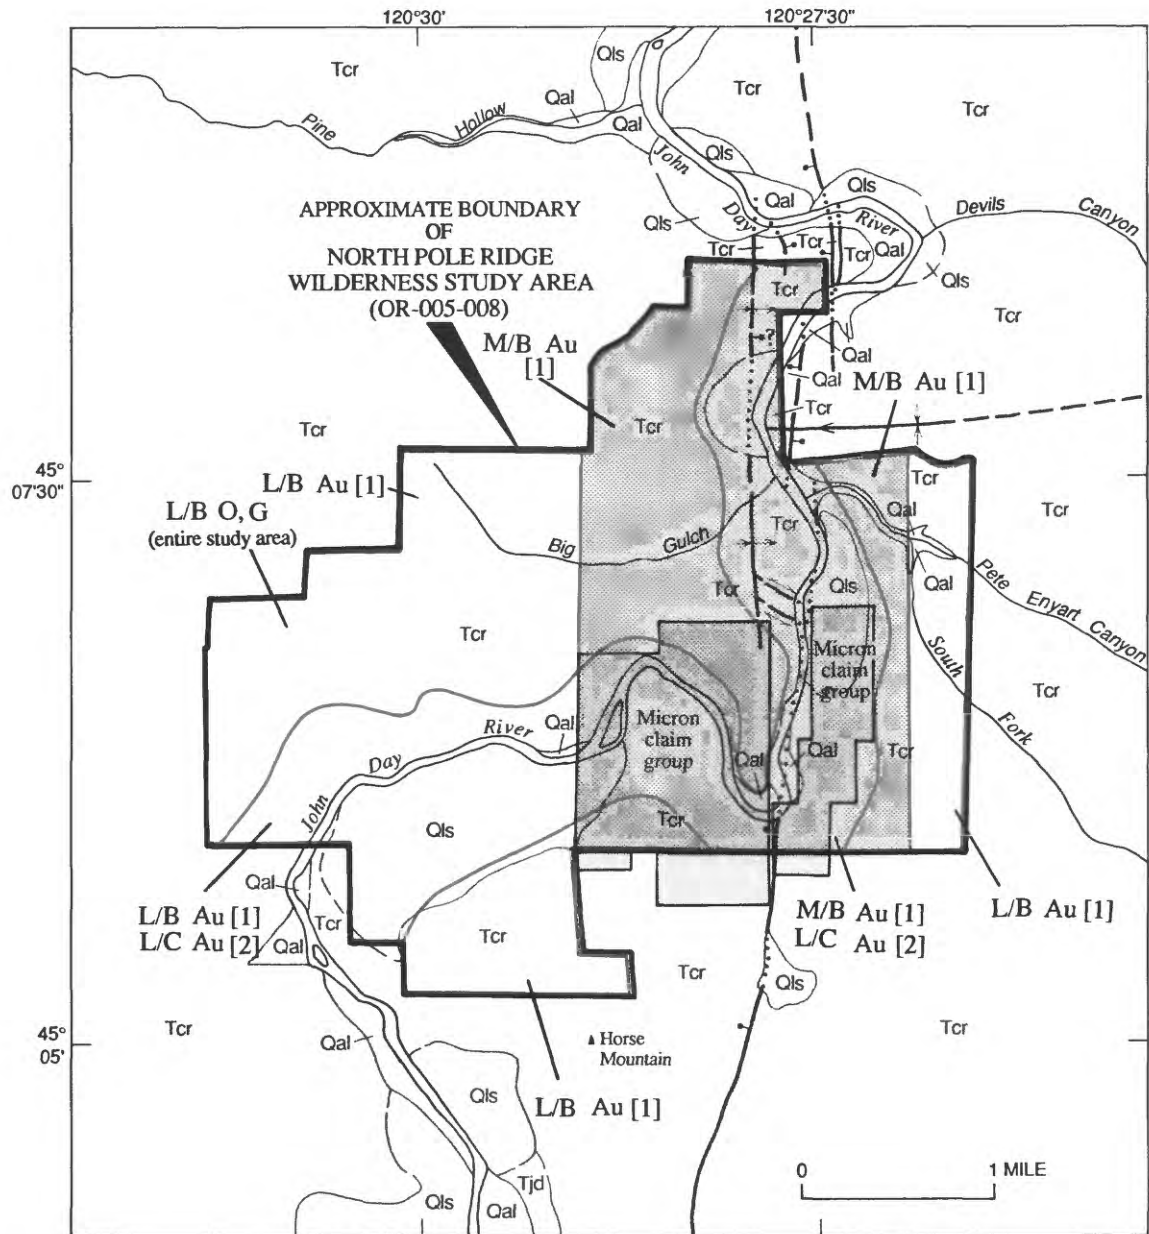 120°30'
120°27'30"
Qls
Tcr
Tcr
Tcr
Qal
Hollow
Qal
Pine
John
Qls
Qls
Qal
Devils
Canyon
APPROXIMATE BOUNDARY
OF
NORTH POLE RIDGE
WILDERNESS STUDY AREA
(OR-005-008)
Qls
Day
River
Tcr
Tcr
Tcr
Qal
Qls
Tcr
Tcr
?
M/B Au
[1]
Qal
Qal
M/B Au [1]
Tcr
Tcr
Tcr
45°
07'30"
L/B Au [1]
Tcr
L/B O, G
(entire study area)
Qal
Tcr
Tcr
Big
Gulch
Qal
Pete
Enyart
Canyon
Tcr
Qls
Tcr
South
Fork
Micron
claim
group
Tcr
Qal
River
Micron
claim
group
Day
Qal
Qal
Tcr
John
Qls
Tcr
Qal
L/B Au [1]
L/C Au [2]
Tcr
Qal
Tcr
M/B Au [1]
L/C Au [2]
L/B Au [1]
Tcr
Qls
45°
05'
Tcr
Qal
Horse
Mountain
Tcr
Qls
L/B Au [1]
0
1 MILE
Tjd
Qls
Qal